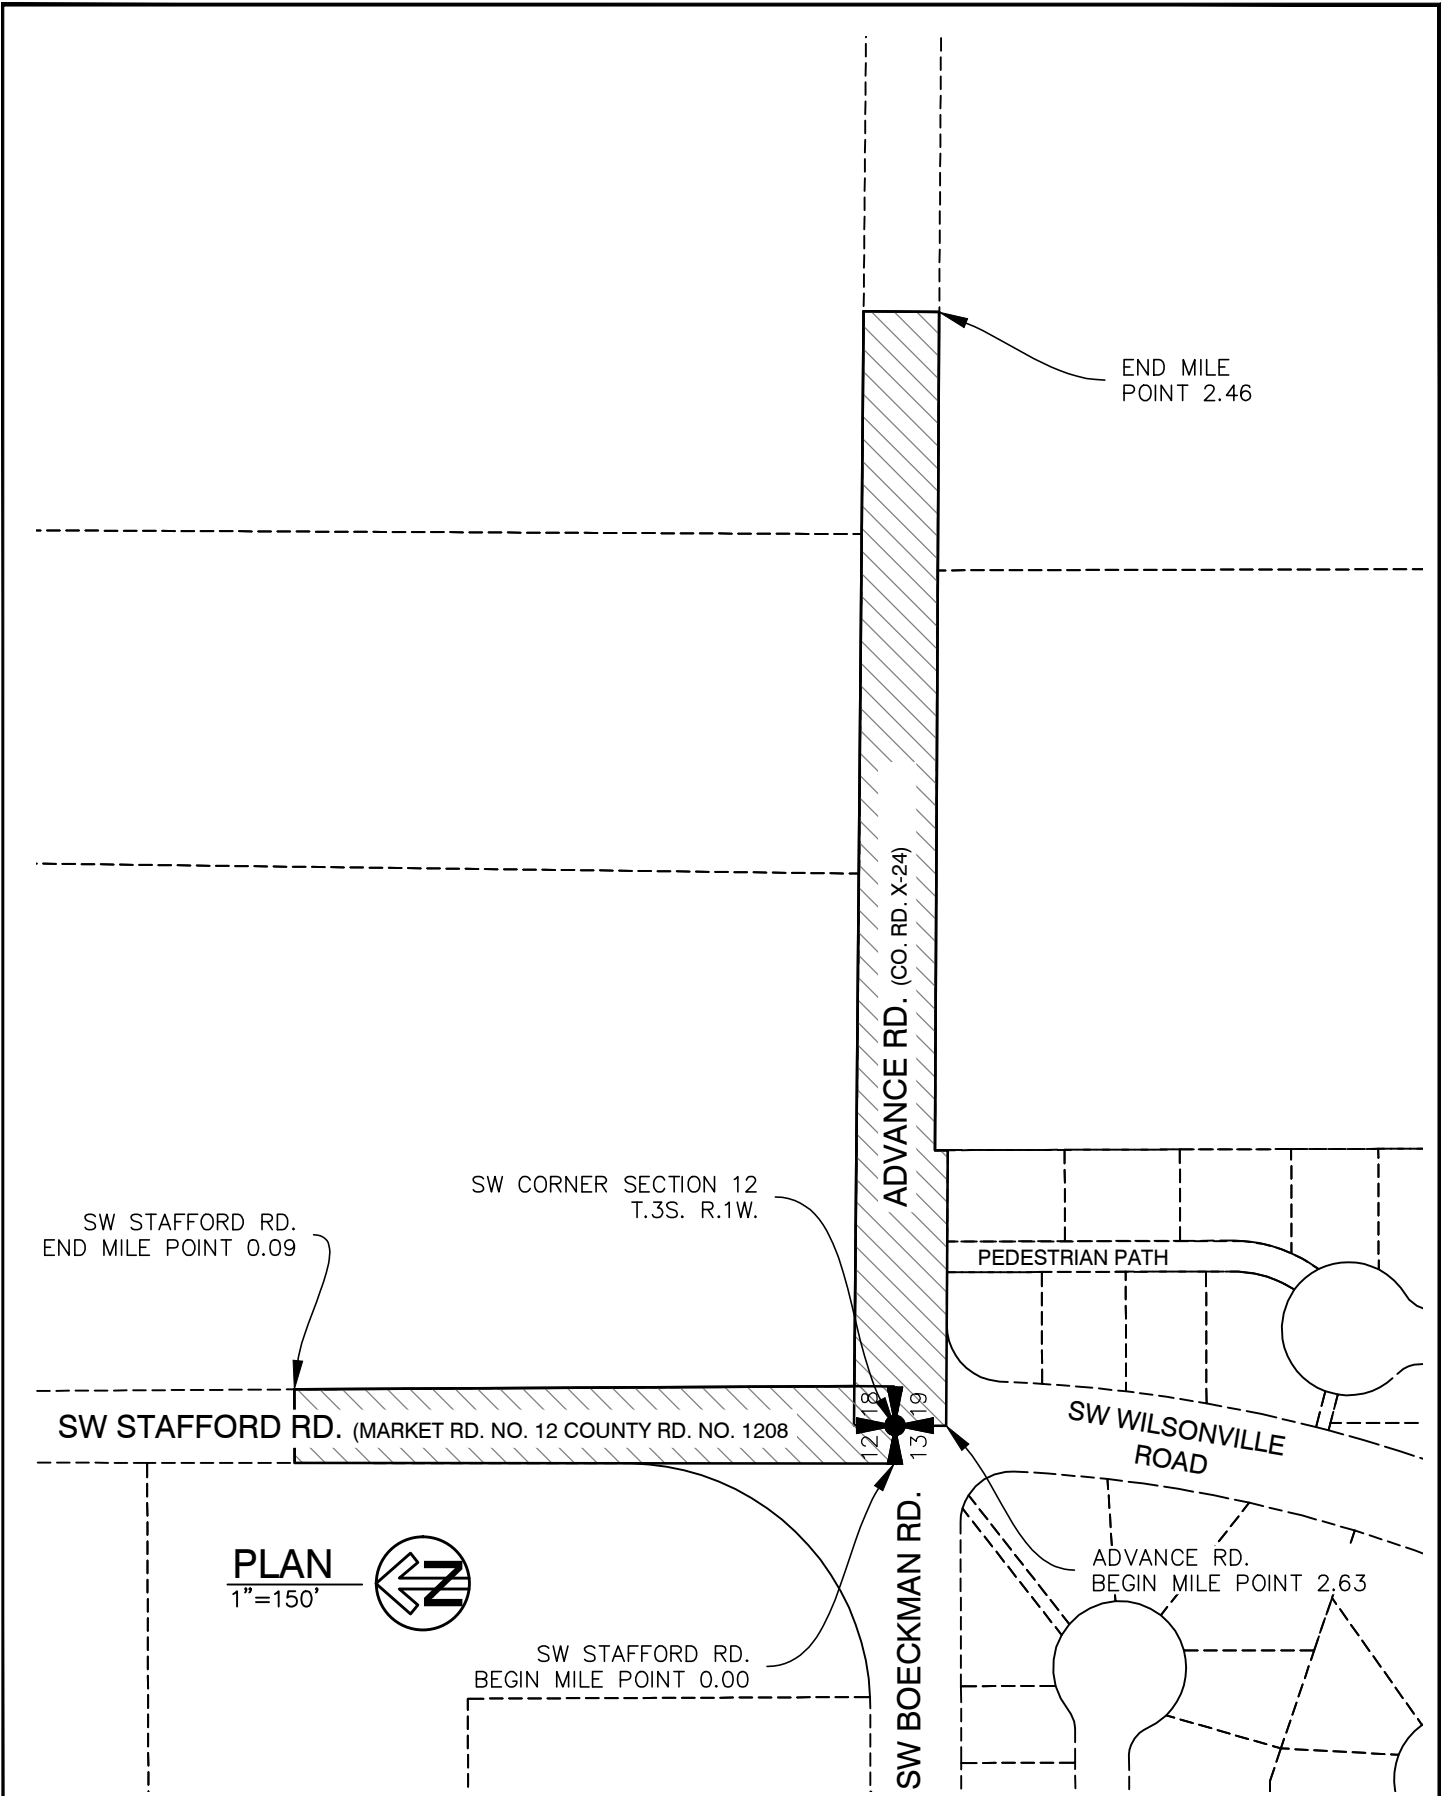 END MILE
POINT 2.46
ADVANCE RD. (CO. RD. X-24)
SW CORNER SECTION 12
T.3S. R.1W.
SW STAFFORD RD.
END MILE POINT 0.09
PEDESTRIAN PATH
18
19
12
13
SW STAFFORD RD. (MARKET RD. NO. 12 COUNTY RD. NO. 1208
SW WILSONVILLE
ROAD
SW BOECKMAN RD.
PLAN
1"=150'
N
ADVANCE RD.
BEGIN MILE POINT 2.63
SW STAFFORD RD.
BEGIN MILE POINT 0.00